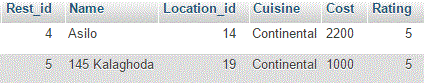 Rest_id Name Location_id Cuisine Cost Rating
4 Asilo 14 Continental 2200 5
5 145 Kalaghoda 19 Continental 1000 5